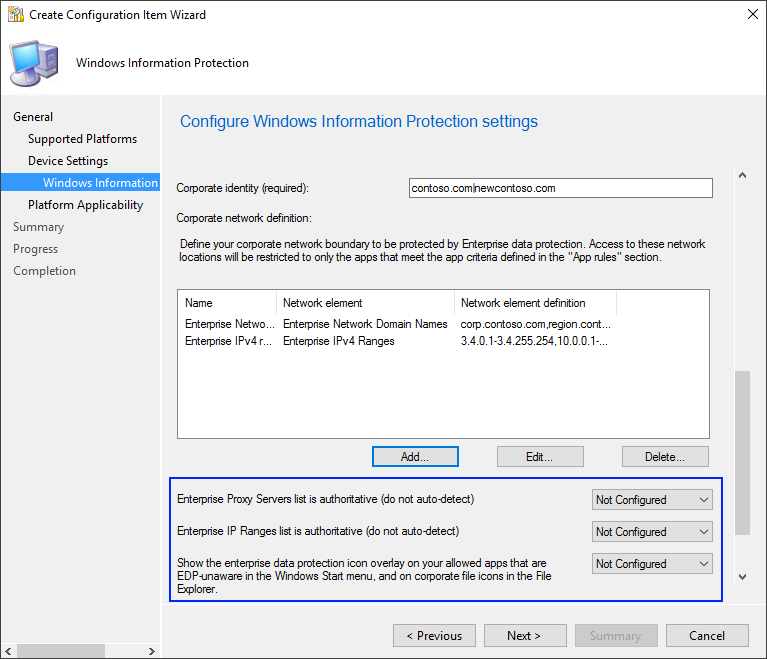 Create Configuration Item Wizard
Windows Information Protection
General
Supported Platforms
Device Settings
Windows Information
Platform Applicability
Summary
Progress
Completion
Configure Windows Information Protection settings
Corporate identity (required): contoso.com|newcontoso.com
Corporate network definition:
Define your corporate network boundary to be protected by Enterprise data protection. Access to these network
locations will be restricted to only the apps that meet the app criteria defined in the "App rules" section.
Name Network element Network element definition
Enterprise Netwo... Enterprise Network Domain Names corp.contoso.com,region.cont...
Enterprise IPv4 r... Enterprise IPv4 Ranges 3.4.0.1-3.4.255.254,10.0.0.1-...
Add... Edit... Delete...
Enterprise Proxy Servers list is authoritative (do not auto-detect) Not Configured
Enterprise IP Ranges list is authoritative (do not auto-detect) Not Configured
Show the enterprise data protection icon overlay on your allowed apps that are Not Configured
EDP-unaware in the Windows Start menu, and on corporate file icons in the File
Explorer.
< Previous Next > Summary Cancel